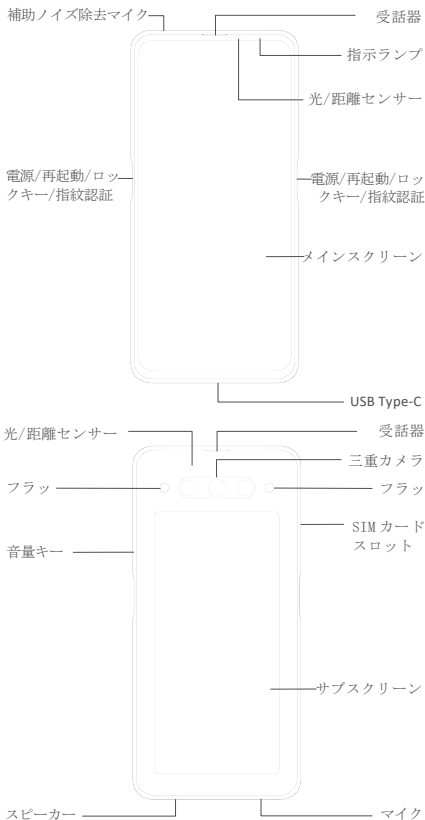 補助ノイズ除去マイク
受話器
指示ランプ
光/距離センサー
電源/再起動/ロッ
クキー/指紋認証
電源/再起動/ロッ
クキー/指紋認証
メインスクリーン
USB Type-C
光/距離センサー
受話器
三重カメラ
フラッ
フラッ
SIM カード
スロット
音量キー
サブスクリーン
スピーカー
マイク